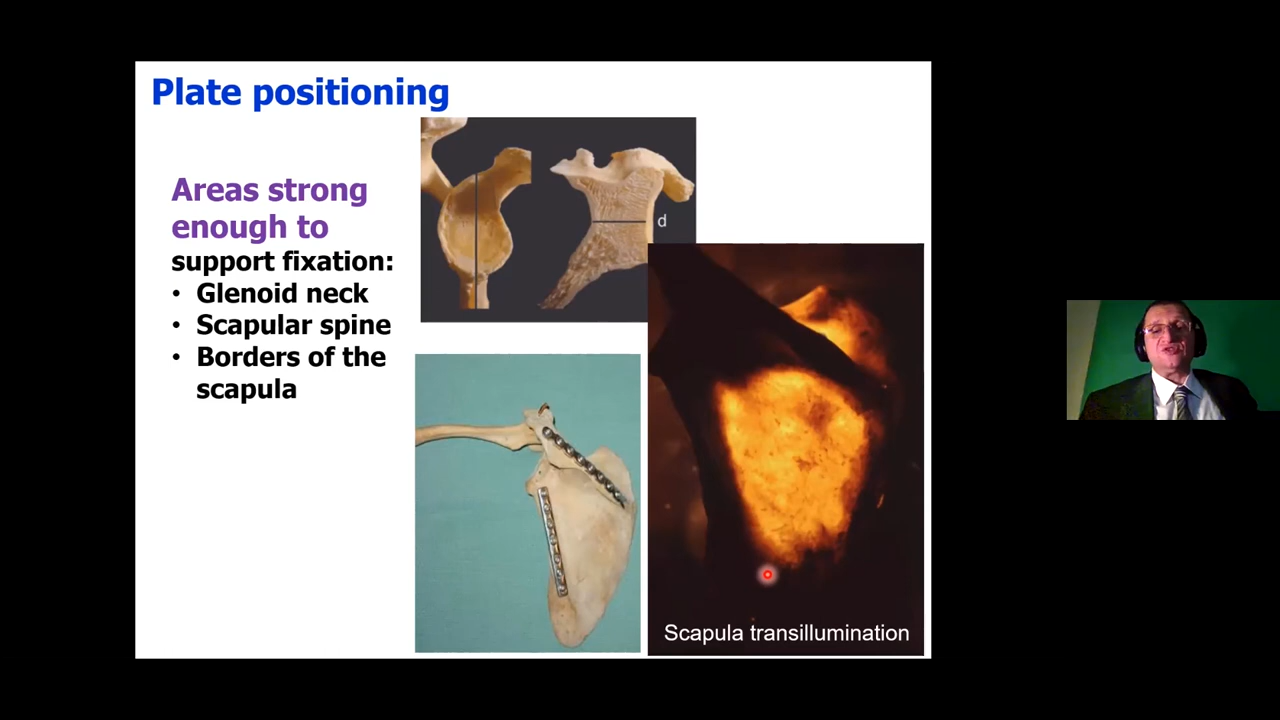 Plate positioning
Areas strong
enough to
support fixation:
• Glenoid neck
• Scapular spine
• Borders of the
scapula
d
Scapula transillumination